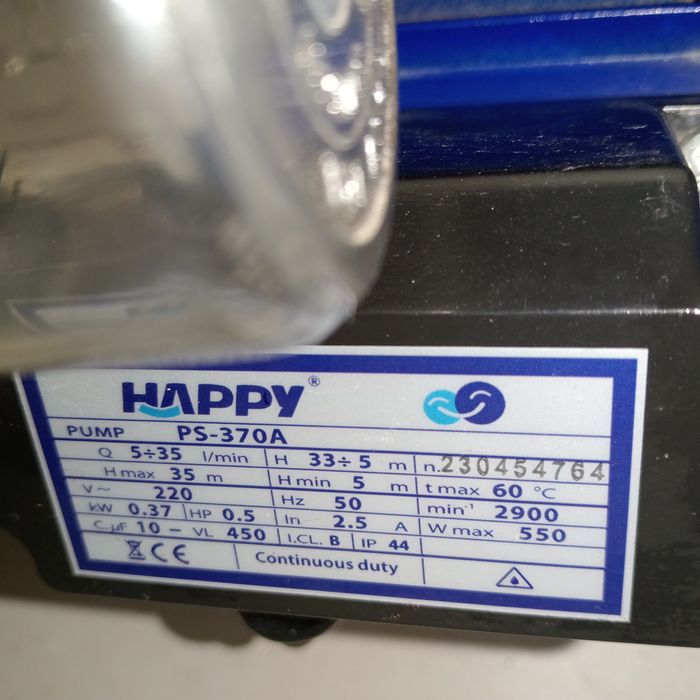 HAPPY®
PUMP PS-370A
Q 5÷35 l/min H 33÷5 m n.230454764
H max 35 m H min 5 m t max 60 °C
V~ 220 Hz 50 min⁻¹ 2900
kW 0.37 HP 0.5 In 2.5 A W max 550
C.µF 10 – VL 450 I.CL. B IP 44
CE Continuous duty